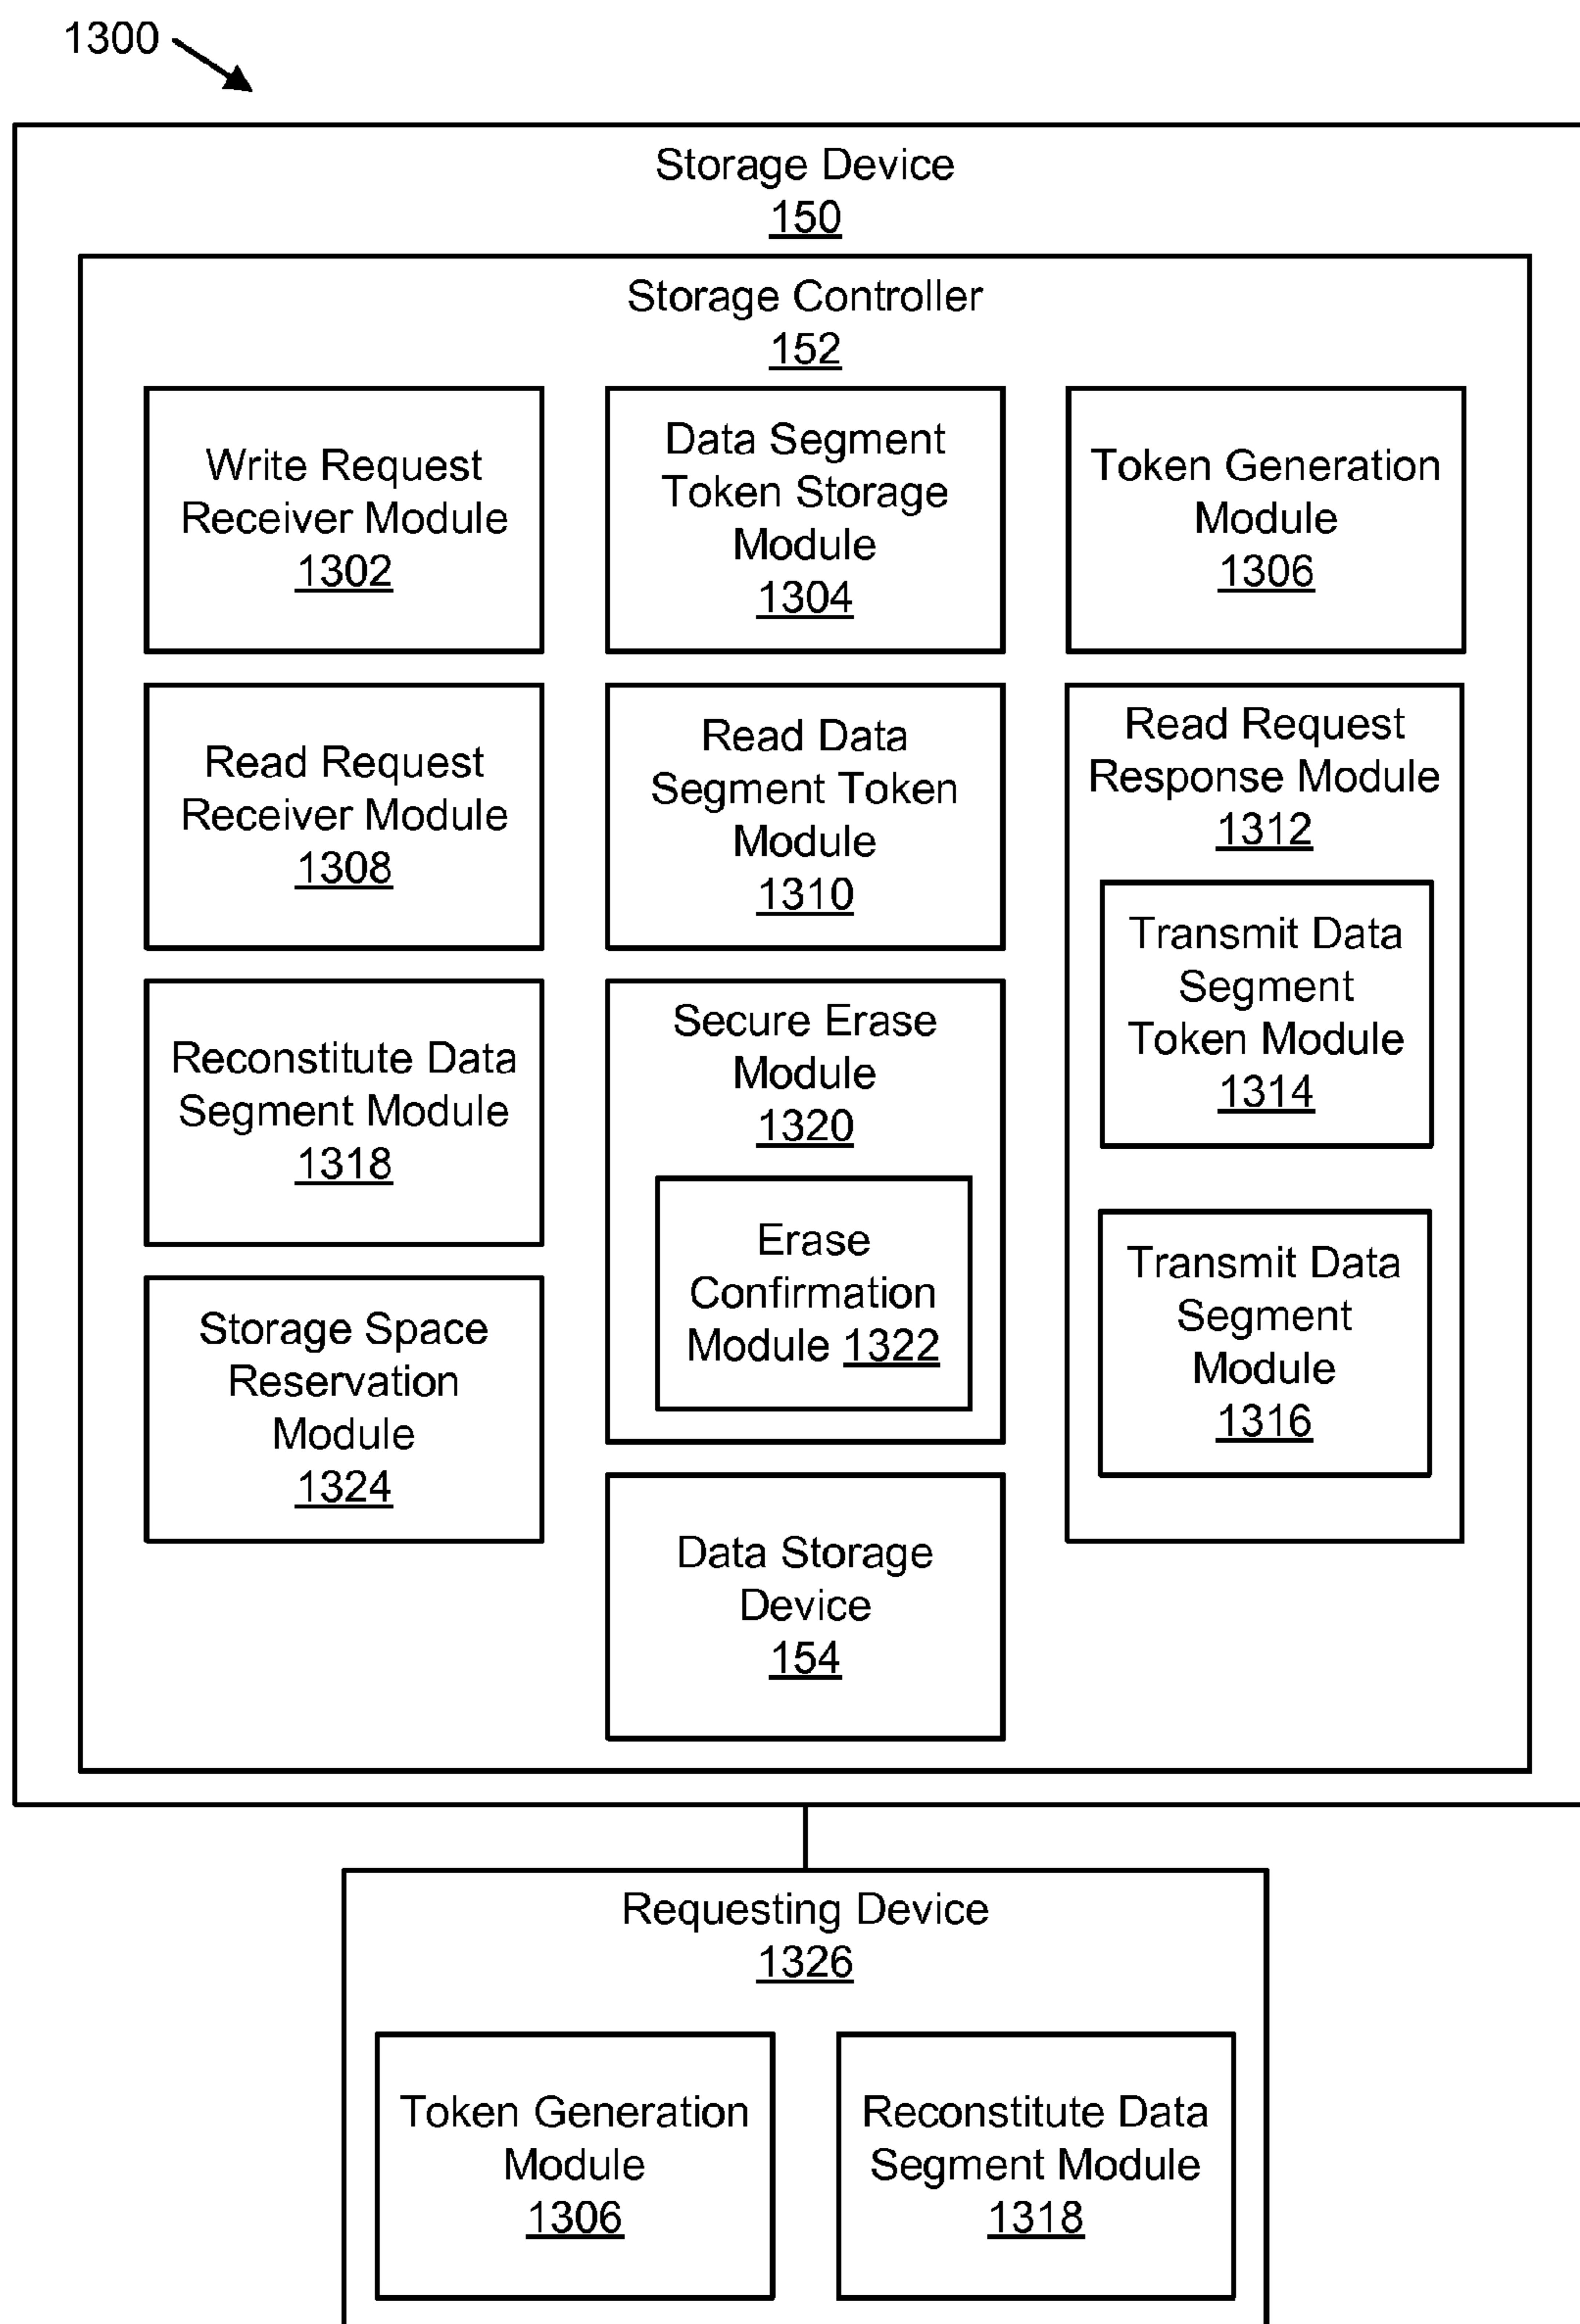 1300
Storage Device
150
Storage Controller
152
Write Request
Receiver Module
1302
Data Segment
Token Storage
Module
1304
Token Generation
Module
1306
Read Request
Receiver Module
1308
Read Data
Segment Token
Module
1310
Read Request
Response Module
1312
Transmit Data
Segment
Token Module
1314
Transmit Data
Segment
Module
1316
Reconstitute Data
Segment Module
1318
Secure Erase
Module
1320
Erase
Confirmation
Module 1322
Storage Space
Reservation
Module
1324
Data Storage
Device
154
Requesting Device
1326
Token Generation
Module
1306
Reconstitute Data
Segment Module
1318